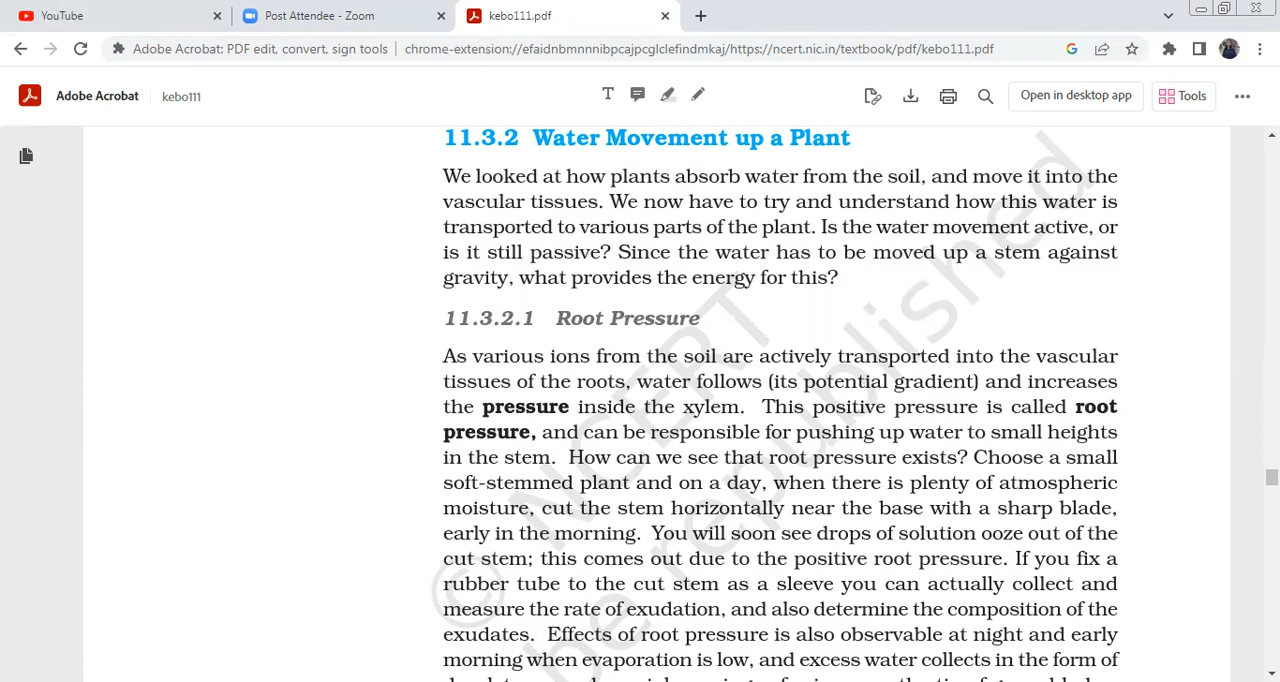 YouTube
Post Attendee - Zoom
kebo111.pdf
Adobe Acrobat: PDF edit, convert, sign tools
chrome-extension://efaidnbmnnnibpcajpcglclefindmkaj/https://ncert.nic.in/textbook/pdf/kebo111.pdf
Adobe Acrobat
kebo111
Open in desktop app
Tools
11.3.2 Water Movement up a Plant
We looked at how plants absorb water from the soil, and move it into the
vascular tissues. We now have to try and understand how this water is
transported to various parts of the plant. Is the water movement active, or
is it still passive? Since the water has to be moved up a stem against
gravity, what provides the energy for this?
11.3.2.1 Root Pressure
As various ions from the soil are actively transported into the vascular
tissues of the roots, water follows (its potential gradient) and increases
the pressure inside the xylem. This positive pressure is called root
pressure, and can be responsible for pushing up water to small heights
in the stem. How can we see that root pressure exists? Choose a small
soft-stemmed plant and on a day, when there is plenty of atmospheric
moisture, cut the stem horizontally near the base with a sharp blade,
early in the morning. You will soon see drops of solution ooze out of the
cut stem; this comes out due to the positive root pressure. If you fix a
rubber tube to the cut stem as a sleeve you can actually collect and
measure the rate of exudation, and also determine the composition of the
exudates. Effects of root pressure is also observable at night and early
morning when evaporation is low, and excess water collects in the form of
© NCERT
be republished